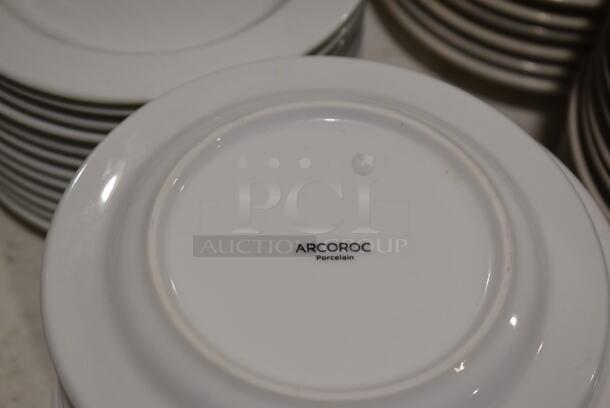 PCI
AUCTION GROUP
ARCOROC
Porcelain